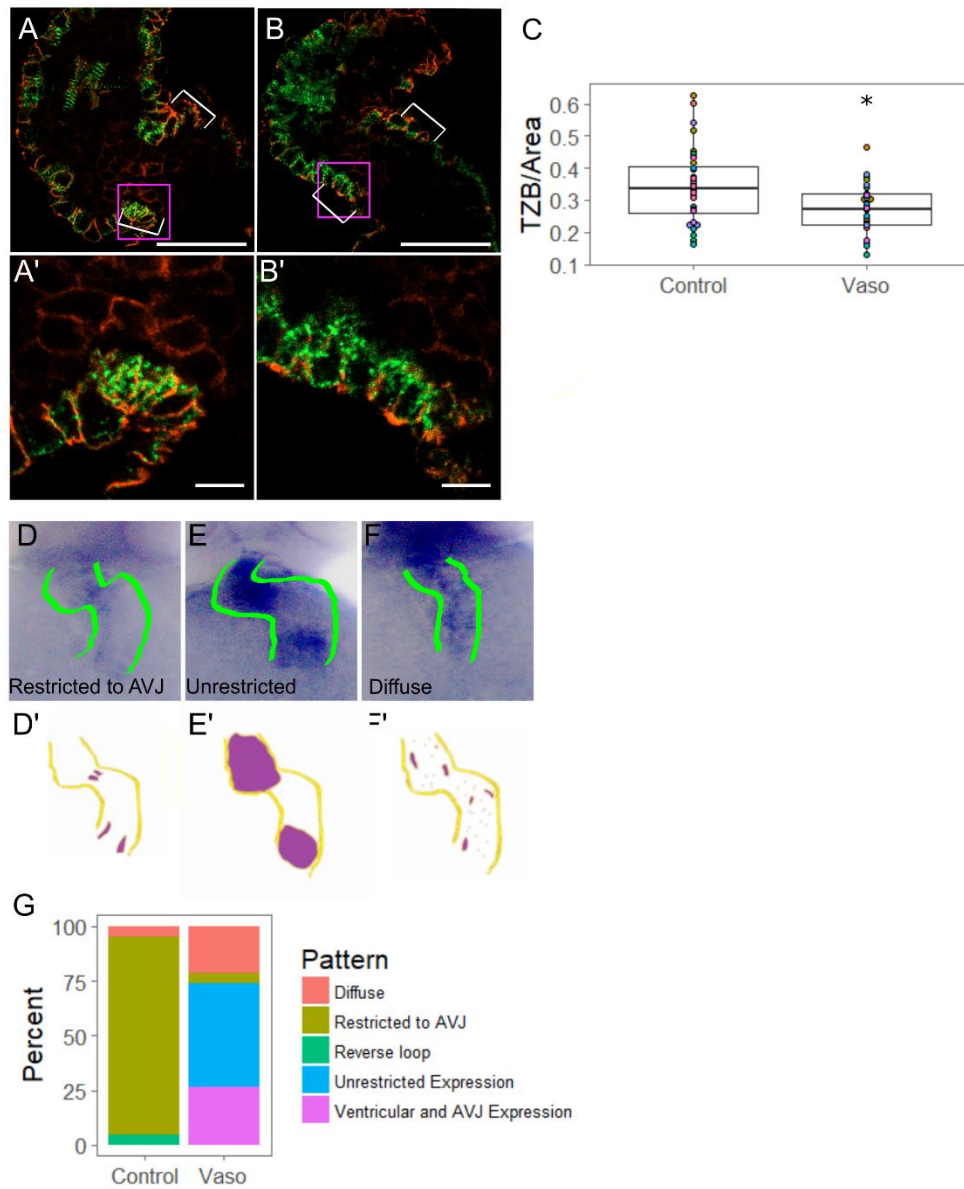 A
B
C
TZB/Area
0.6
0.5
0.4
0.3
0.2
0.1
*
Control
Vaso
A'
B'
D
E
F
Restricted to AVJ
Unrestricted
Diffuse
D'
E'
F'
G
Percent
100
75
50
25
0
Control
Vaso
Pattern
Diffuse
Restricted to AVJ
Reverse loop
Unrestricted Expression
Ventricular and AVJ Expression